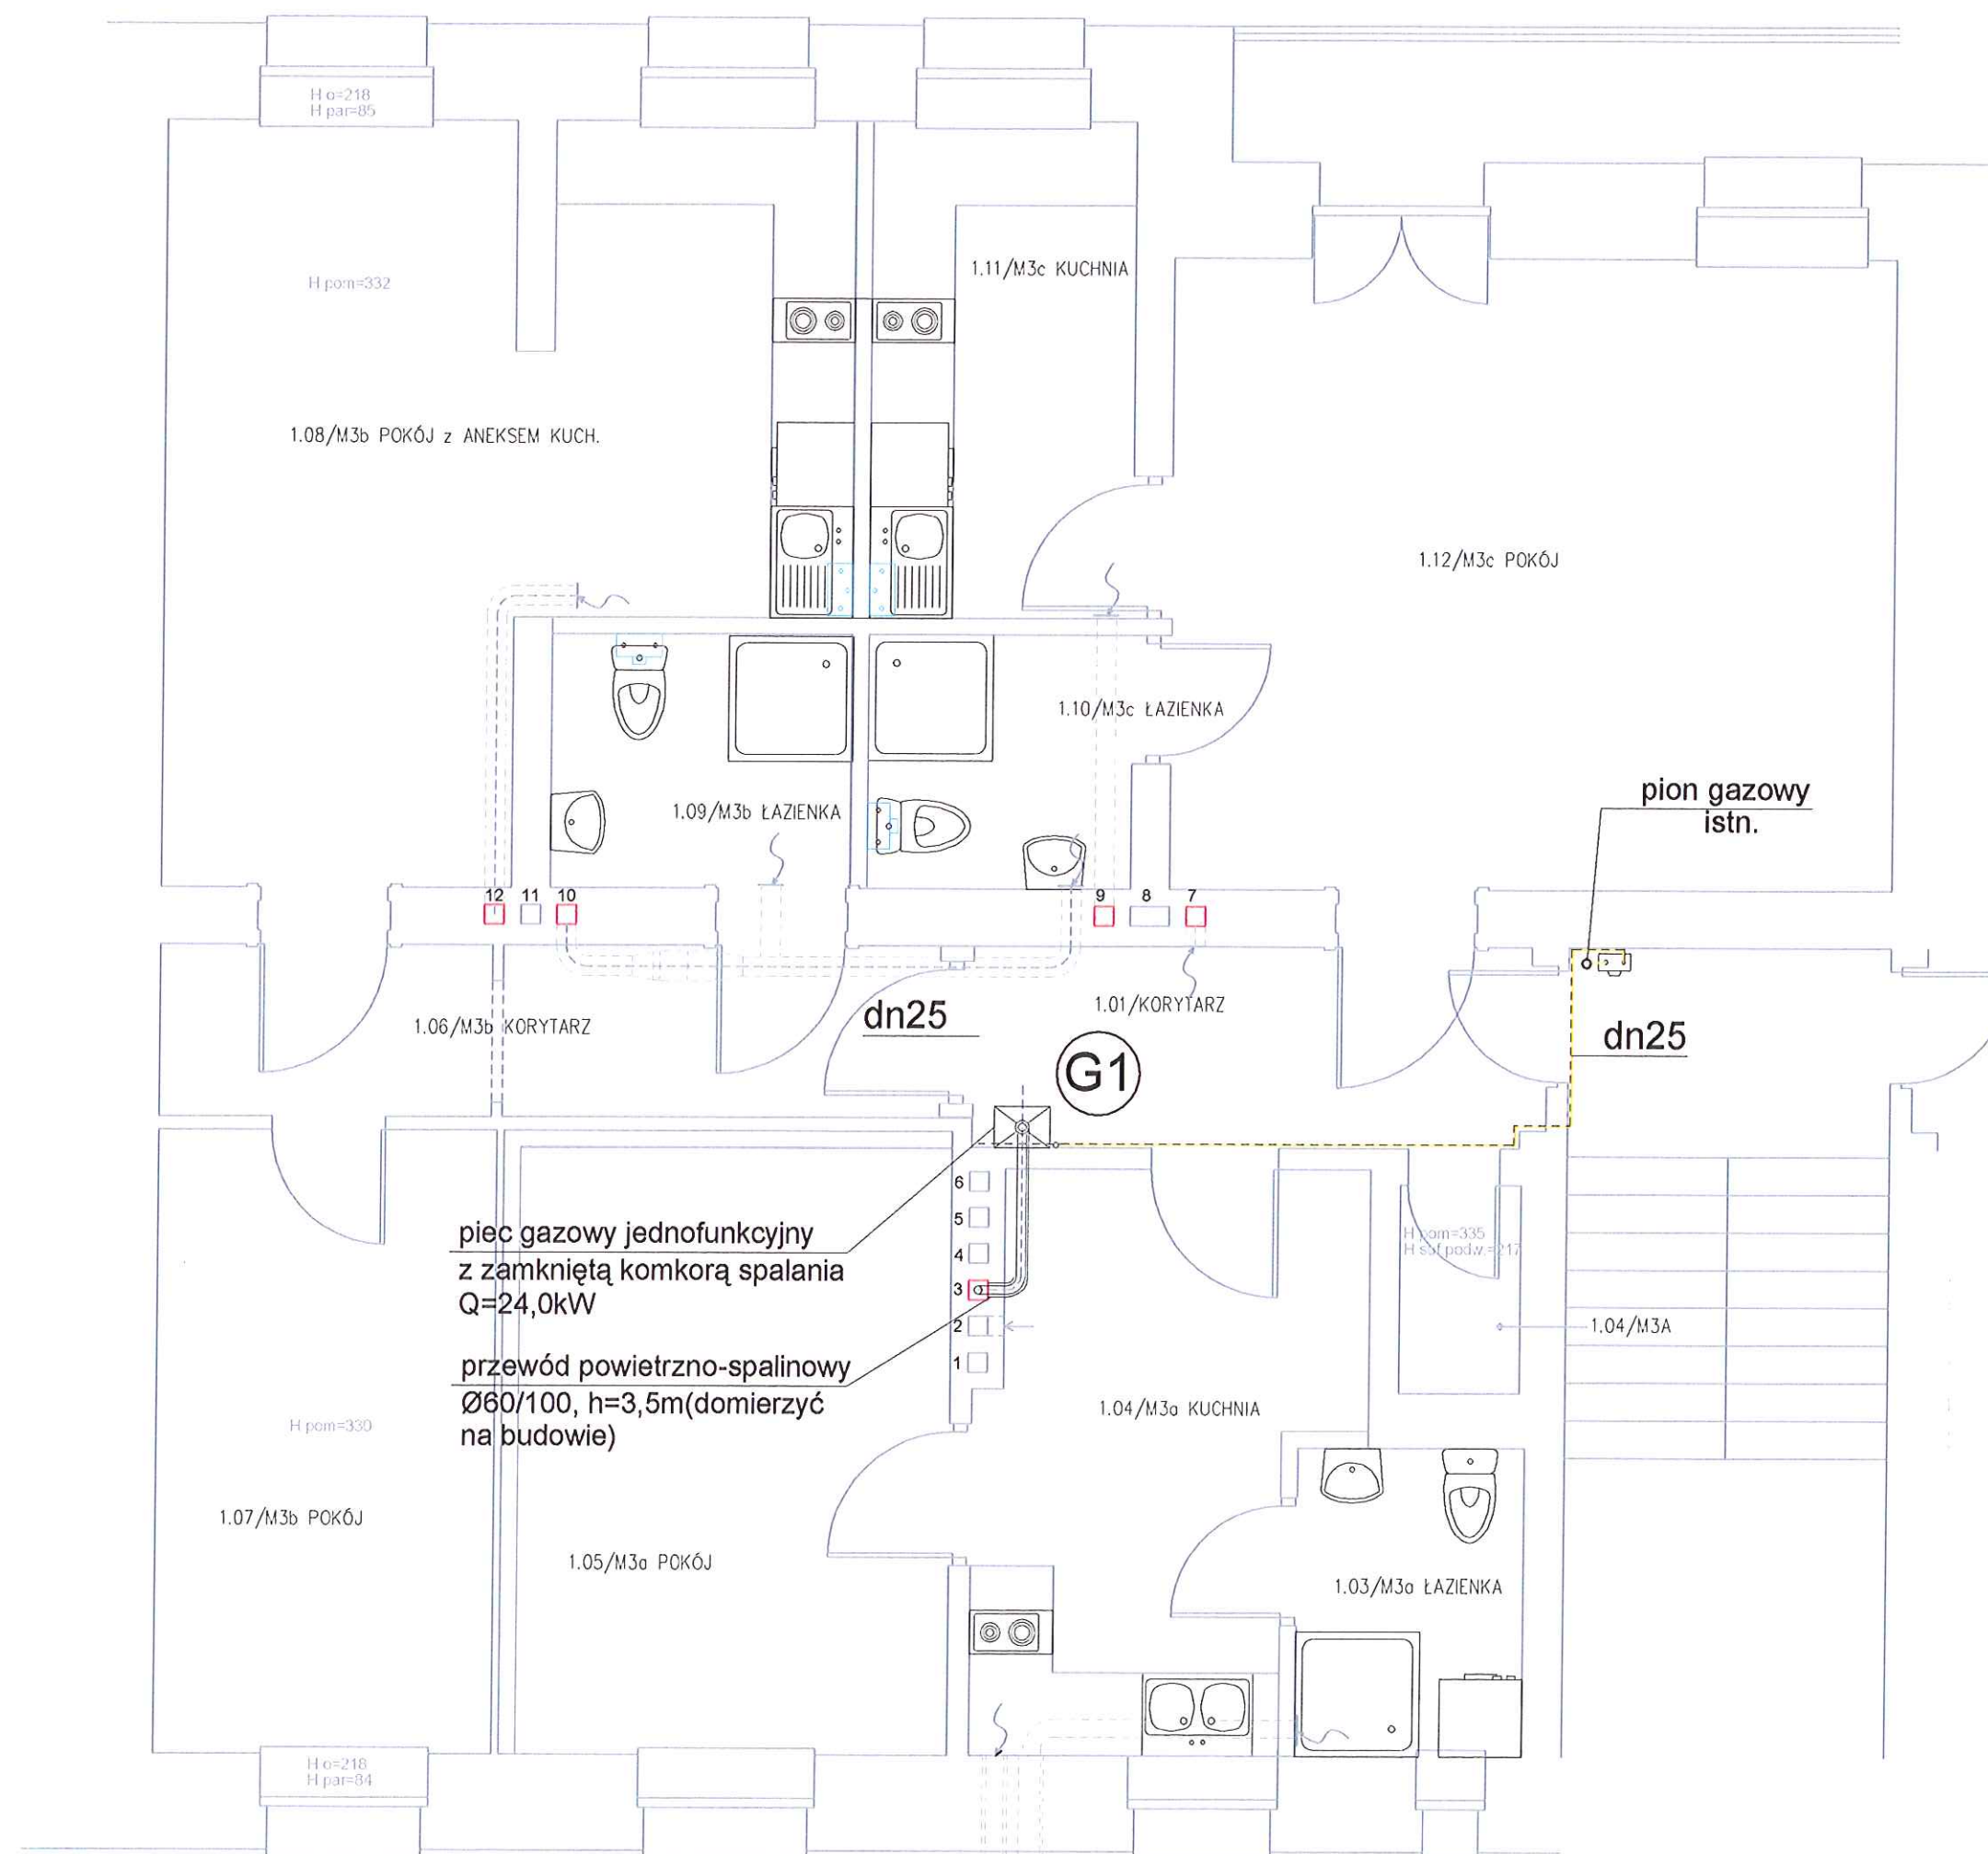 H o=218
H par=85
H pom=332
1.11/M3c KUCHNIA
1.08/M3b POKÓJ z ANEKSEM KUCH.
1.12/M3c POKÓJ
1.10/M3c ŁAZIENKA
1.09/M3b ŁAZIENKA
pion gazowy
istn.
12
11
10
9
8
7
1.06/M3b KORYTARZ
dn25
1.01/KORYTARZ
G1
dn25
6
5
4
3
2
1
piec gazowy jednofunkcyjny
z zamkniętą komkorą spalania
Q=24,0kW
przewód powietrzno-spalinowy
Ø60/100, h=3,5m(domierzyć
na budowie)
H pom=335
H suf.podw.=217
1.04/M3A
1.04/M3a KUCHNIA
H pom=330
1.07/M3b POKÓJ
1.05/M3a POKÓJ
1.03/M3a ŁAZIENKA
H o=218
H par=84